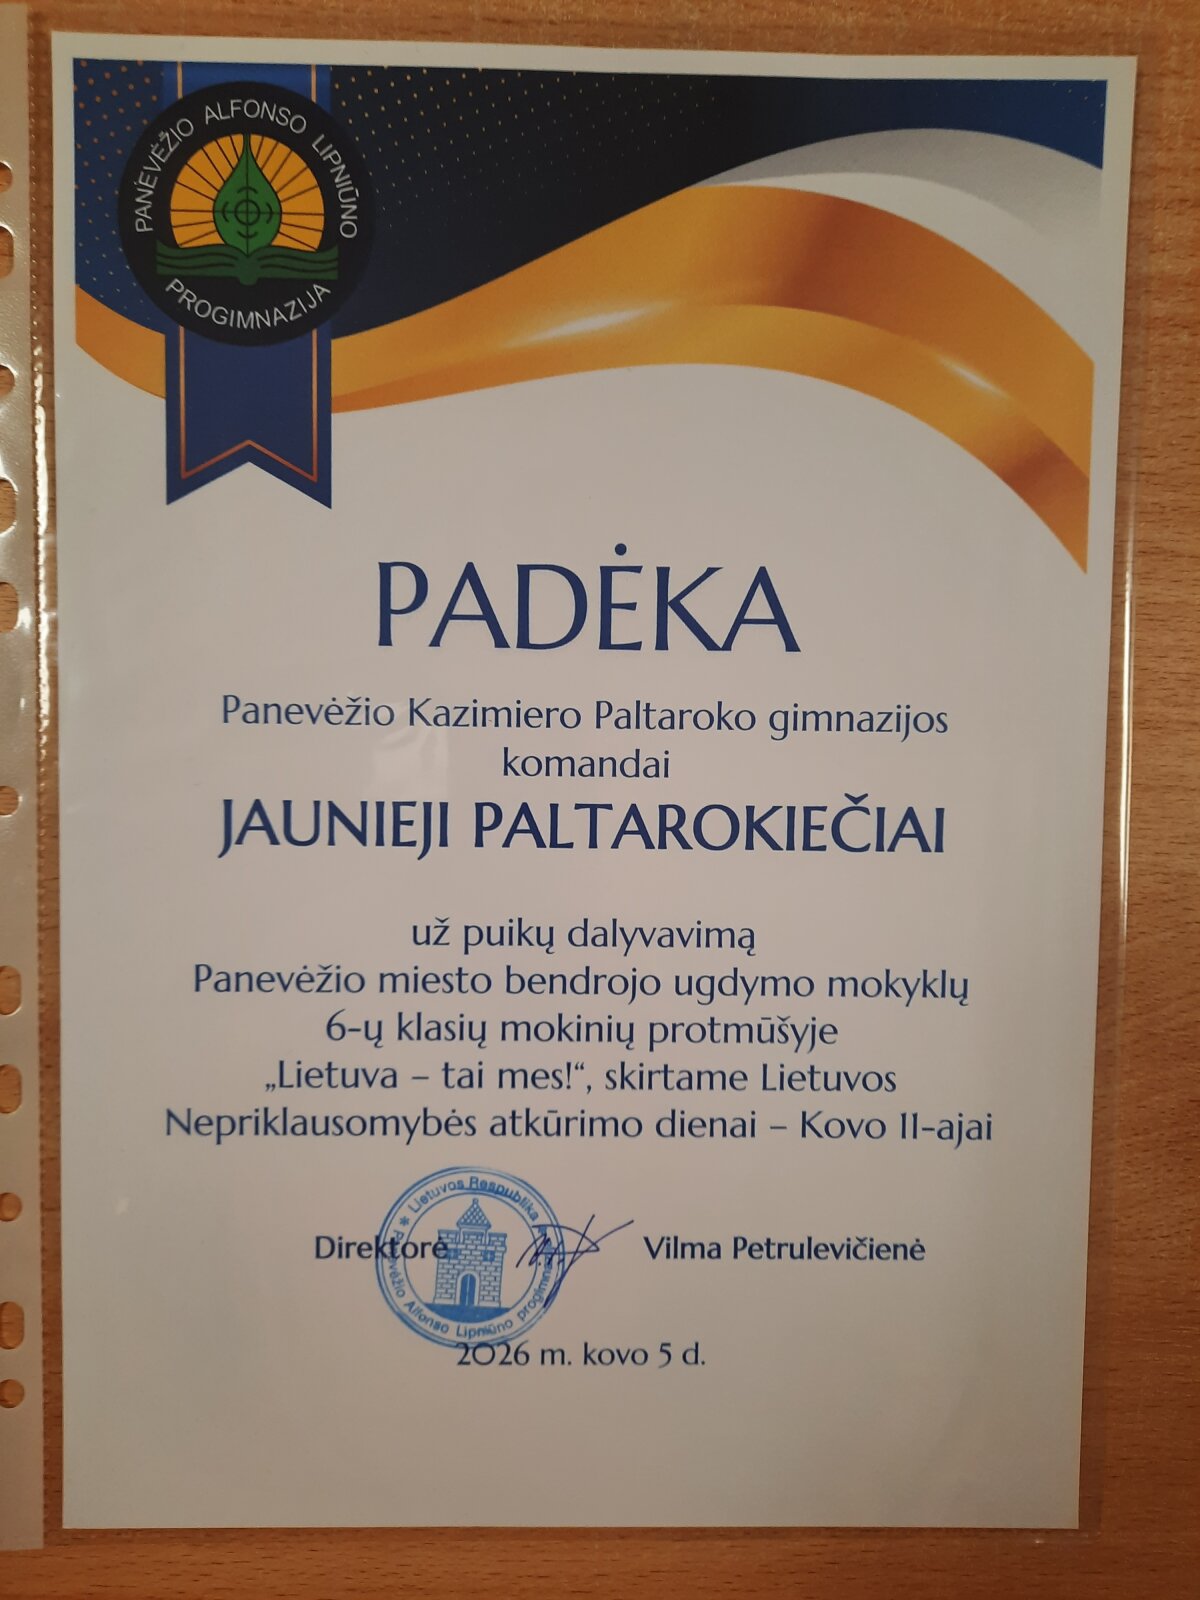 PANEVĖŽIO ALFONSO LIPNIŪNO
PROGIMNAZIJA
PADĖKA
Panevėžio Kazimiero Paltaroko gimnazijos
komandai
JAUNIEJI PALTAROKIEČIAI
už puikų dalyvavimą
Panevėžio miesto bendrojo ugdymo mokyklų
6-ų klasių mokinių protmūšyje
„Lietuva – tai mes!“, skirtame Lietuvos
Nepriklausomybės atkūrimo dienai – Kovo 11-ajai
Lietuvos Respublika
Panevėžio Alfonso Lipniūno progimnazija
Direktorė Vilma Petrulevičienė
2026 m. kovo 5 d.